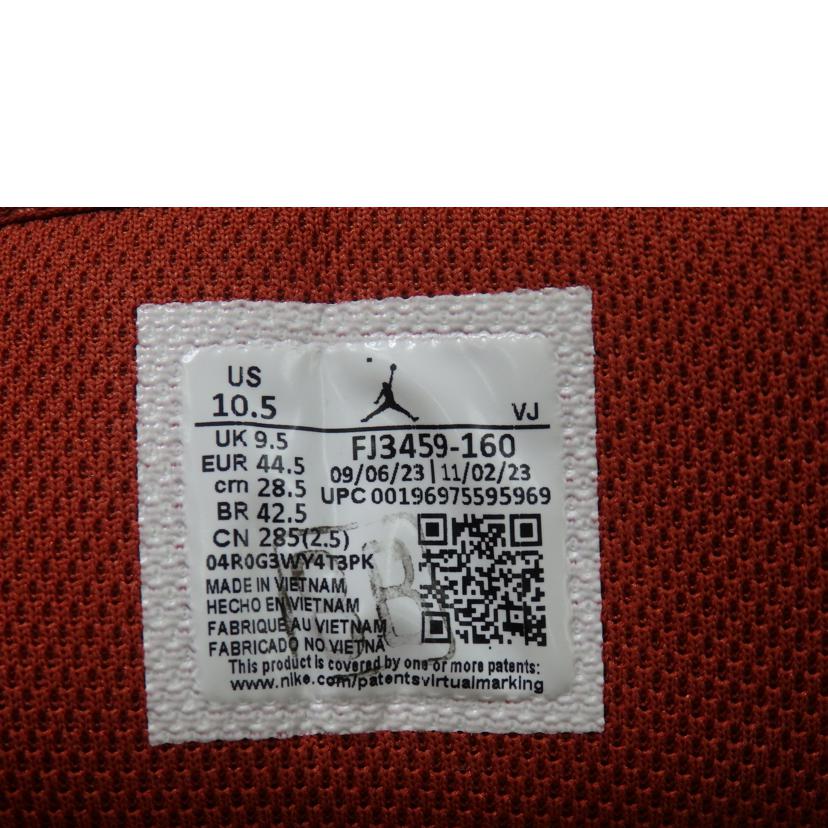 US
10.5
VJ
UK 9.5
EUR 44.5
cm 28.5
BR 42.5
CN 285(2.5)
FJ3459-160
09/06/23|11/02/23
UPC 00196975595969
04R0G3WY4T3PK
MADE IN VIETNAM
HECHO EN VIETNAM
FABRIQUE AU VIETNAM
FABRICADO NO VIETNÃ
This product is covered by one or more patents:
www.nike.com/patentsvirtualmarking